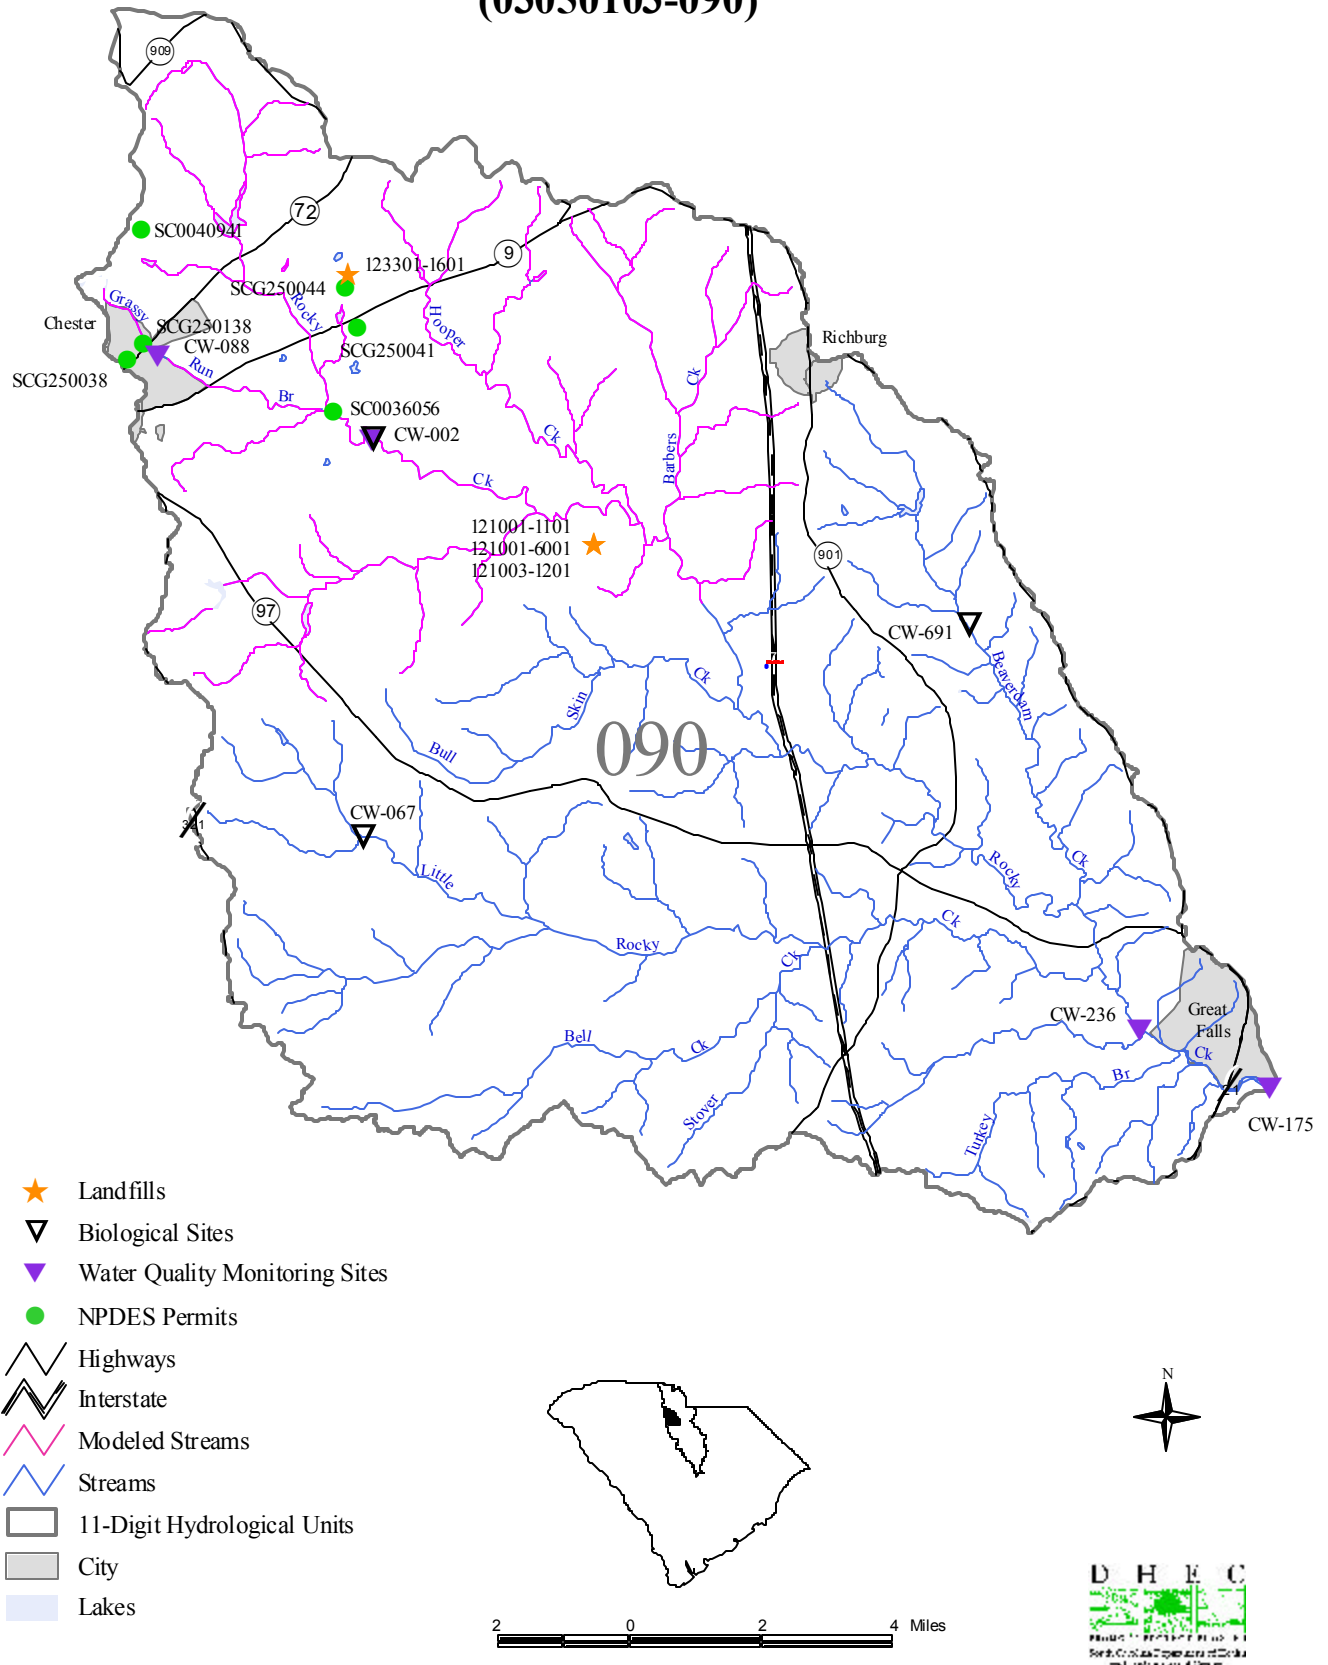 (03050103-090)
909
72
SC0040941
9
123301-1601
SCG250044
Grassy
Rocky
Hooper
Chester
SCG250138
CW-088
SCG250041
Richburg
SCG250038
Run
Ck
Br
SC0036056
CW-002
Ck
Barbers
Ck
121001-1101
121001-6001
121003-1201
901
97
CW-691
Beaverdam
Ck
Skin
090
Bull
CW-067
321
Little
Rocky
Ck
Ck
Rocky
Ck
CW-236
Great
Falls
Bell
Ck
Ck
Br
21
Stover
Turkey
CW-175
Landfills
Biological Sites
Water Quality Monitoring Sites
NPDES Permits
Highways
Interstate
Modeled Streams
Streams
11-Digit Hydrological Units
City
Lakes
N
2 0 2 4 Miles
D H E C